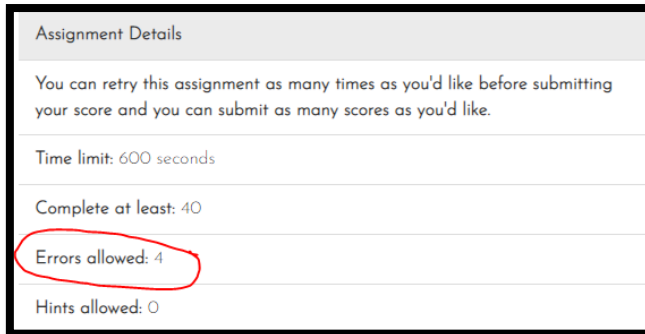 Assignment Details
You can retry this assignment as many times as you'd like before submitting
your score and you can submit as many scores as you'd like.
Time limit: 600 seconds
Complete at least: 40
Errors allowed: 4
Hints allowed: 0